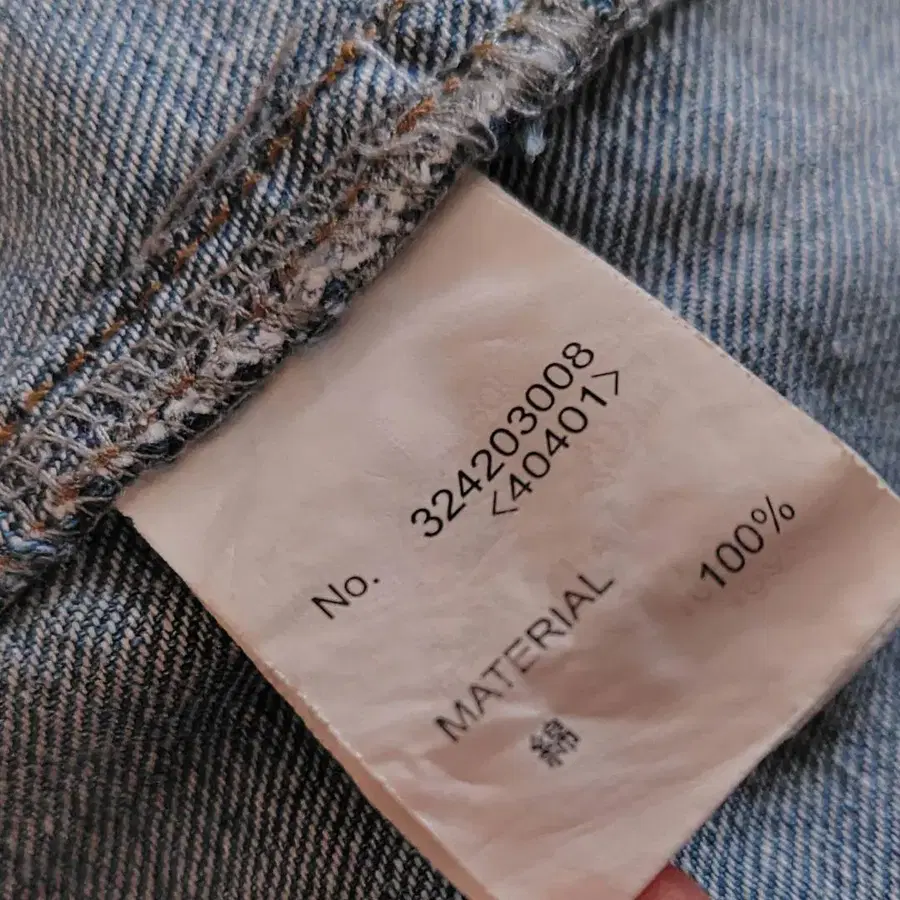 No. 324203008
<40401>
MATERIAL
綿 100%